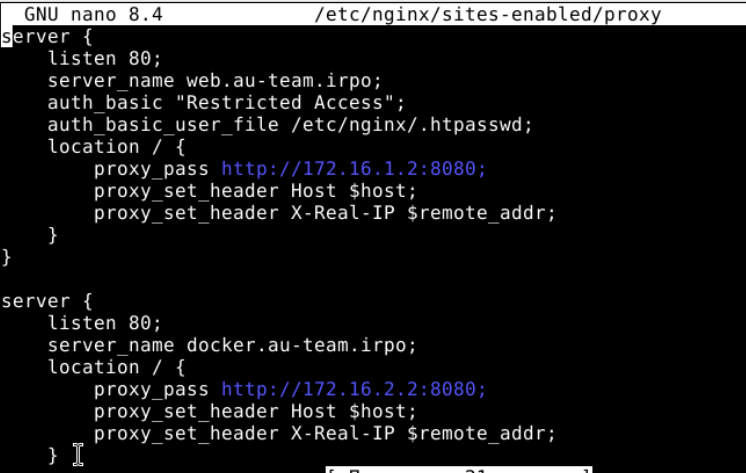 GNU nano 8.4 /etc/nginx/sites-enabled/proxy
server {
    listen 80;
    server_name web.au-team.irpo;
    auth_basic "Restricted Access";
    auth_basic_user_file /etc/nginx/.htpasswd;
    location / {
        proxy_pass http://172.16.1.2:8080;
        proxy_set_header Host $host;
        proxy_set_header X-Real-IP $remote_addr;
    }
}

server {
    listen 80;
    server_name docker.au-team.irpo;
    location / {
        proxy_pass http://172.16.2.2:8080;
        proxy_set_header Host $host;
        proxy_set_header X-Real-IP $remote_addr;
    }